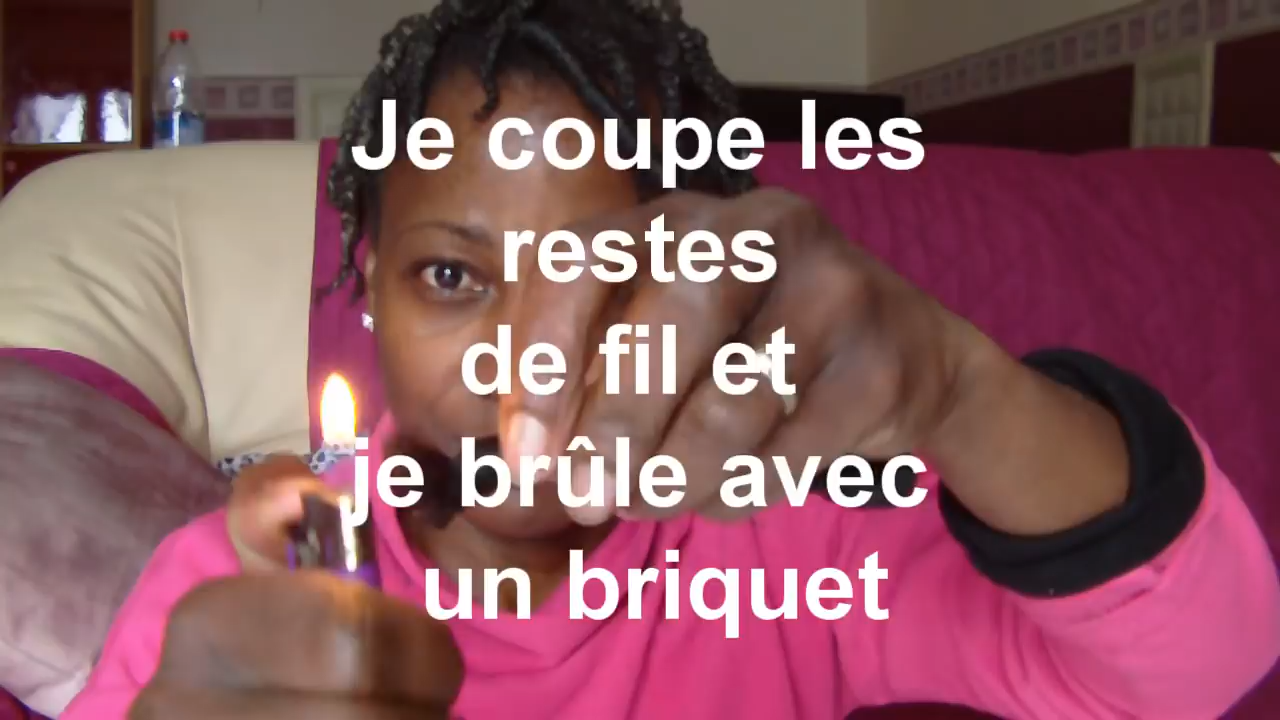 Je coupe les
restes
de fil et
je brûle avec
un briquet